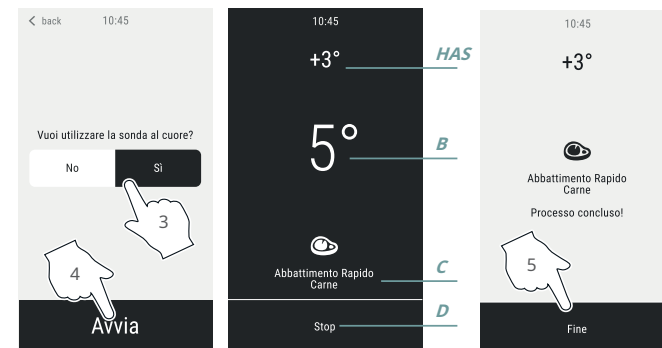 back 10:45
Vuoi utilizzare la sonda al cuore?
No Sì
3
4
Avvia
10:45
+3°
HAS
5°
B
Abbattimento Rapido
Carne
C
Stop
D
10:45
+3°
Abbattimento Rapido
Carne
Processo concluso!
5
Fine